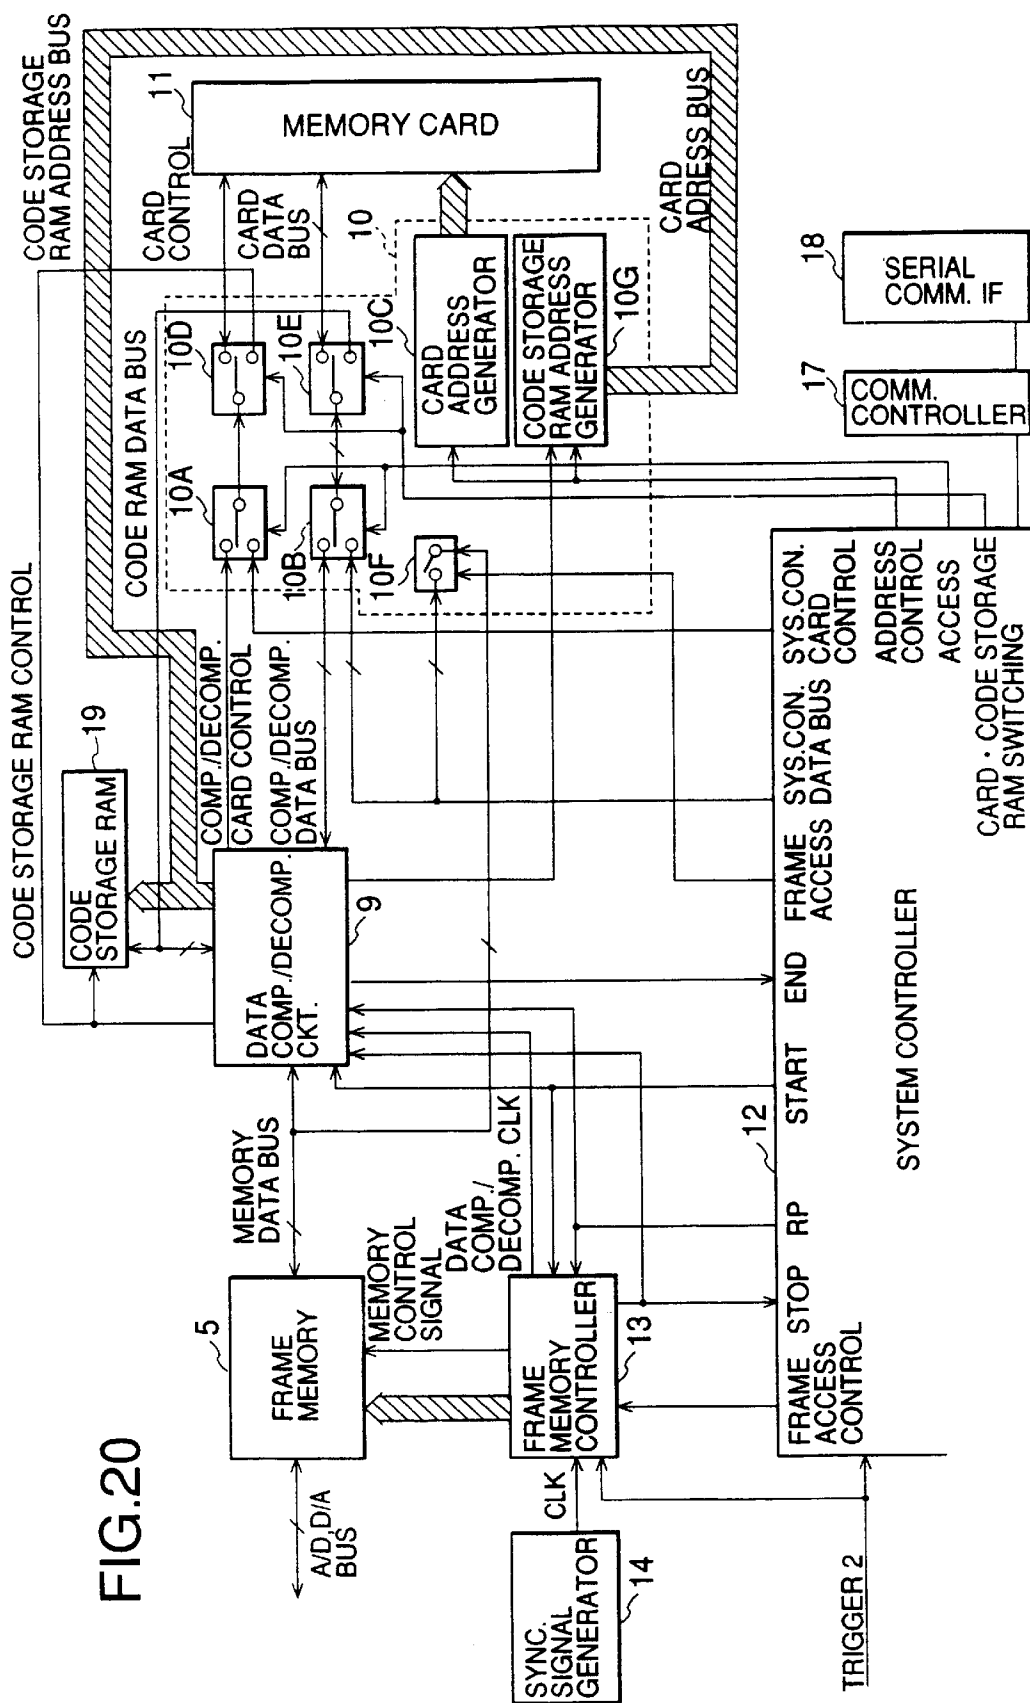 FIG.20
CODE STORAGE RAM CONTROL
CODE STORAGE
RAM ADDRESS BUS
CODE RAM DATA BUS
CARD
CONTROL
CARD
DATA
BUS
11
MEMORY CARD
19
CODE
STORAGE RAM
COMP./DECOMP.
CARD CONTROL
COMP./DECOMP.
DATA BUS
10A
10D
10B
10E
10F
10
10C
CARD
ADDRESS
GENERATOR
CODE STORAGE
RAM ADDRESS
GENERATOR
10G
CARD
ADRESS BUS
A/D,D/A
BUS
5
FRAME
MEMORY
MEMORY
DATA BUS
DATA
COMP./DECOMP.
CKT.
9
MEMORY
CONTROL
SIGNAL
DATA
COMP./
DECOMP. CLK
SYNC.
SIGNAL
GENERATOR
14
CLK
FRAME
MEMORY
CONTROLLER
13
TRIGGER 2
12
FRAME
ACCESS
CONTROL
STOP
RP
START
END
FRAME
ACCESS
SYS.CON.
DATA BUS
SYS.CON.
CARD
CONTROL
ADDRESS
CONTROL
ACCESS
CARD・CODE STORAGE
RAM SWITCHING
SYSTEM CONTROLLER
17
COMM.
CONTROLLER
18
SERIAL
COMM. IF